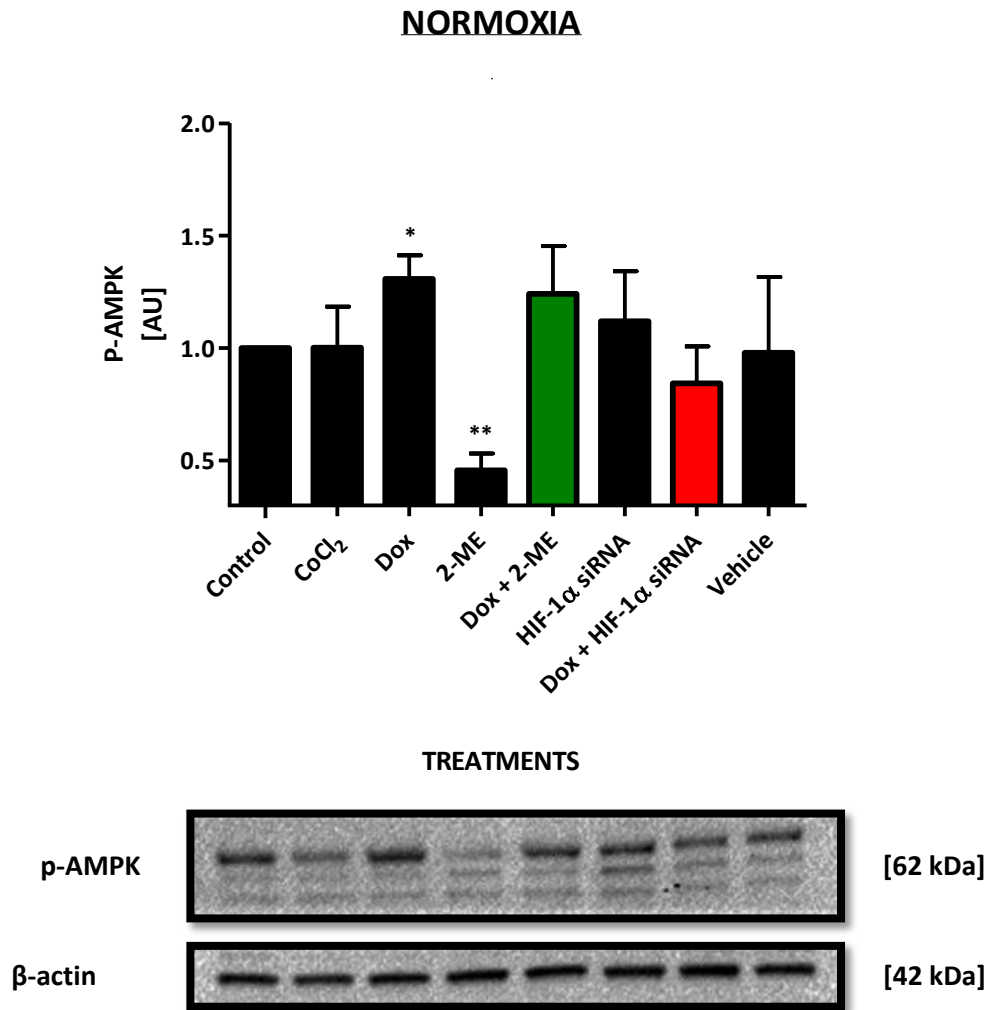 NORMOXIA
P-AMPK
[AU]
2.0
1.5
1.0
0.5
*
**
Control
CoCl₂
Dox
2-ME
Dox + 2-ME
HIF-1α siRNA
Dox + HIF-1α siRNA
Vehicle
TREATMENTS
p-AMPK
[62 kDa]
β-actin
[42 kDa]